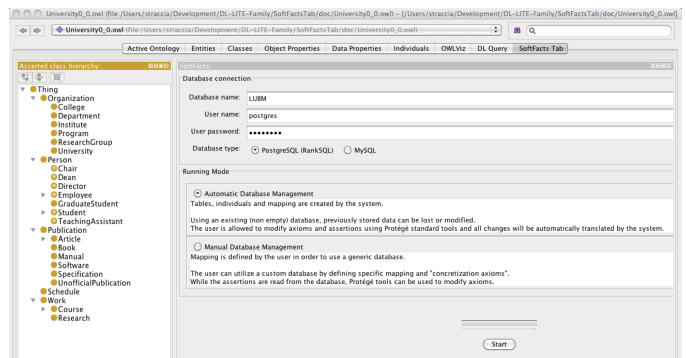 University0_0.owl (file:/Users/straccia/Development/DL-LITE-Family/SoftFactsTab/doc/University0_0.owl) – [/Users/straccia/Development/DL-LITE-Family/SoftFactsTab/doc/University0_0.owl]
University0_0.owl (file:/Users/straccia/Development/DL-LITE-Family/SoftFactsTab/doc/University0_0.owl)
Active Ontology Entities Classes Object Properties Data Properties Individuals OWLViz DL Query SoftFacts Tab
Asserted class hierarchy:
Thing
Organization
College
Department
Institute
Program
ResearchGroup
University
Person
Chair
Dean
Director
Employee
GraduateStudent
Student
TeachingAssistant
Publication
Article
Book
Manual
Software
Specification
UnofficialPublication
Schedule
Work
Course
Research
SoftFacts:
Database connection
Database name: LUBM
User name: postgres
User password: ••••••••
Database type: PostgreSQL (RankSQL) MySQL
Running Mode
Automatic Database Management
Tables, individuals and mapping are created by the system.
Using an existing (non empty) database, previously stored data can be lost or modified.
The user is allowed to modify axioms and assertions using Protégé standard tools and all changes will be automatically translated by the system.
Manual Database Management
Mapping is defined by the user in order to use a generic database.
The user can utilize a custom database by defining specific mapping and "concretization axioms".
While the assertions are read from the database, Protégé tools can be used to modify axioms.
Start